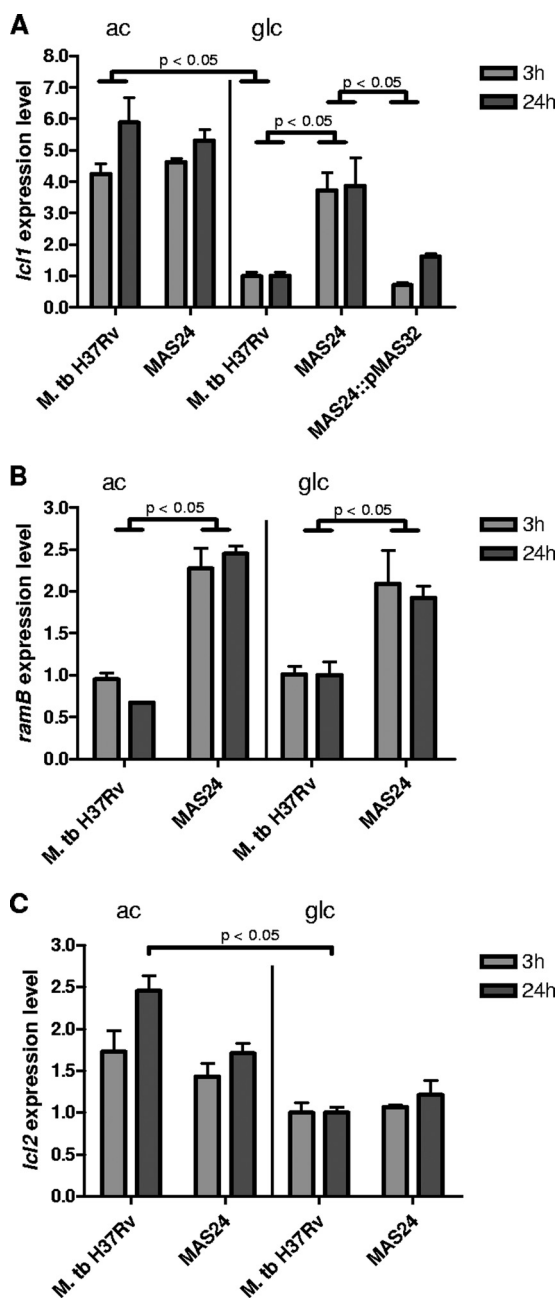 A
ac glc
p < 0.05
3h
24h
p < 0.05
p < 0.05
8.0
7.0
6.0
5.0
4.0
3.0
2.0
1.0
0.0
Icl1 expression level
M. tb H37Rv
MAS24
M. tb H37Rv
MAS24
MAS24::pMAS32
B
ac glc
p < 0.05
p < 0.05
3h
24h
3.0
2.5
2.0
1.5
1.0
0.5
0.0
ramB expression level
M. tb H37Rv
MAS24
M. tb H37Rv
MAS24
C
ac glc
p < 0.05
3h
24h
3.0
2.5
2.0
1.5
1.0
0.5
0.0
Icl2 expression level
M. tb H37Rv
MAS24
M. tb H37Rv
MAS24